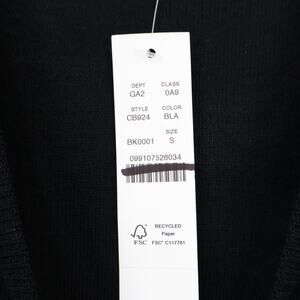 DEPT CLASS
GA2 0A9
STYLE COLOR
CB924 BLA
SIZE
BK0001 S
099107526034
FSC
RECYCLED
Paper
FSC® C117781